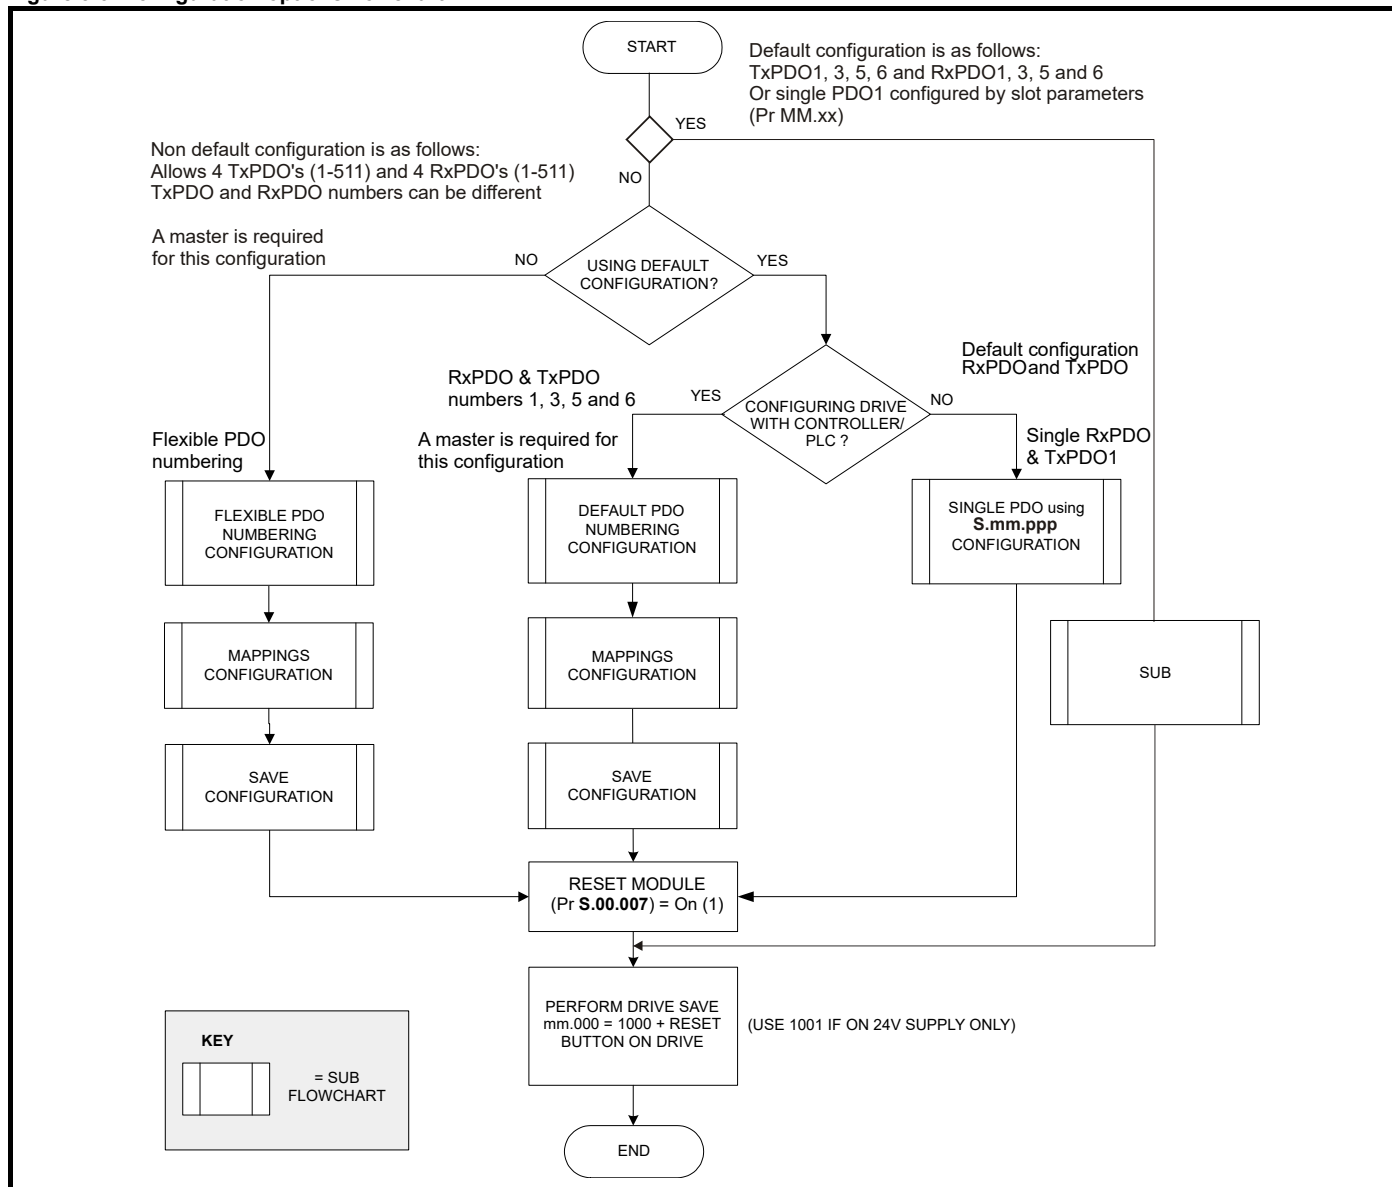 START
Default configuration is as follows:
TxPDO1, 3, 5, 6 and RxPDO1, 3, 5 and 6
Or single PDO1 configured by slot parameters
(Pr MM.xx)
YES
NO
Non default configuration is as follows:
Allows 4 TxPDO's (1-511) and 4 RxPDO's (1-511)
TxPDO and RxPDO numbers can be different
A master is required
for this configuration
NO
USING DEFAULT
CONFIGURATION?
YES
Default configuration
RxPDO and TxPDO
RxPDO & TxPDO
numbers 1, 3, 5 and 6
YES
CONFIGURING DRIVE
WITH CONTROLLER/
PLC ?
NO
Flexible PDO
numbering
A master is required for
this configuration
Single RxPDO
& TxPDO1
FLEXIBLE PDO
NUMBERING
CONFIGURATION
DEFAULT PDO
NUMBERING
CONFIGURATION
SINGLE PDO using
S.mm.ppp
CONFIGURATION
MAPPINGS
CONFIGURATION
MAPPINGS
CONFIGURATION
SUB
SAVE
CONFIGURATION
SAVE
CONFIGURATION
RESET MODULE
(Pr S.00.007) = On (1)
PERFORM DRIVE SAVE
mm.000 = 1000 + RESET
BUTTON ON DRIVE
(USE 1001 IF ON 24V SUPPLY ONLY)
KEY
= SUB
FLOWCHART
END